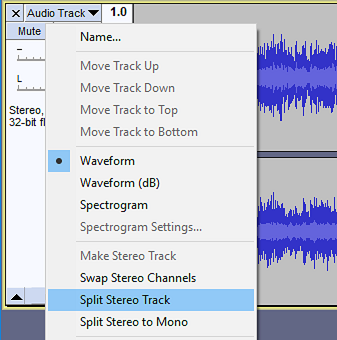 × Audio Track ▼ 1.0
Mute
L
Stereo,
32-bit fl
Name...
Move Track Up
Move Track Down
Move Track to Top
Move Track to Bottom
Waveform
Waveform (dB)
Spectrogram
Spectrogram Settings...
Make Stereo Track
Swap Stereo Channels
Split Stereo Track
Split Stereo to Mono